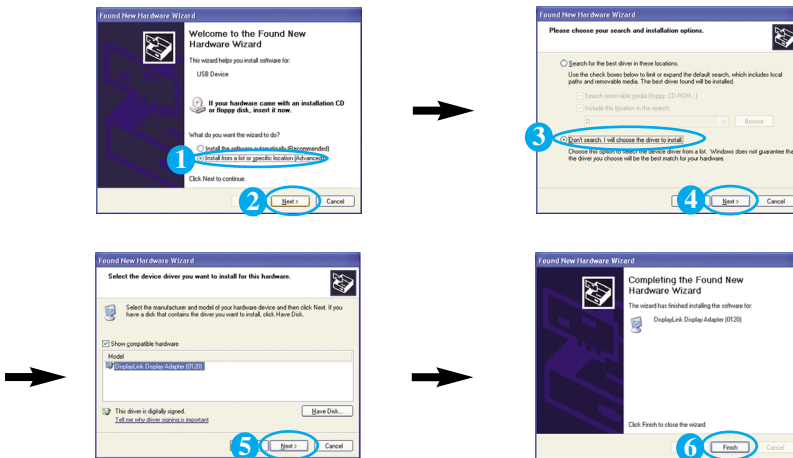 Found New Hardware Wizard
Welcome to the Found New
Hardware Wizard
This wizard helps you install software for:
USB Device
If your hardware came with an installation CD
or floppy disk, insert it now.
What do you want the wizard to do?
Install the software automatically (Recommended)
Install from a list or specific location (Advanced)
1
Click Next to continue.
2
Next >
Cancel
Found New Hardware Wizard
Please choose your search and installation options.
Search for the best driver in these locations.
Use the check boxes below to limit or expand the default search, which includes local
paths and removable media. The best driver found will be installed.
Search removable media (floppy, CD-ROM...)
Include this location in the search:
D:
Browse
3
Don't search. I will choose the driver to install.
Choose this option to select the device driver from a list. Windows does not guarantee that
the driver you choose will be the best match for your hardware.
4
Next >
Cancel
Found New Hardware Wizard
Select the device driver you want to install for this hardware.
Select the manufacturer and model of your hardware device and then click Next. If you
have a disk that contains the driver you want to install, click Have Disk.
Show compatible hardware
Model
DisplayLink Display Adapter (0120)
This driver is digitally signed.
Tell me why driver signing is important
Have Disk...
5
Next >
Cancel
Found New Hardware Wizard
Completing the Found New
Hardware Wizard
The wizard has finished installing the software for:
DisplayLink Display Adapter (0120)
Click Finish to close the wizard.
6
Finish
Cancel